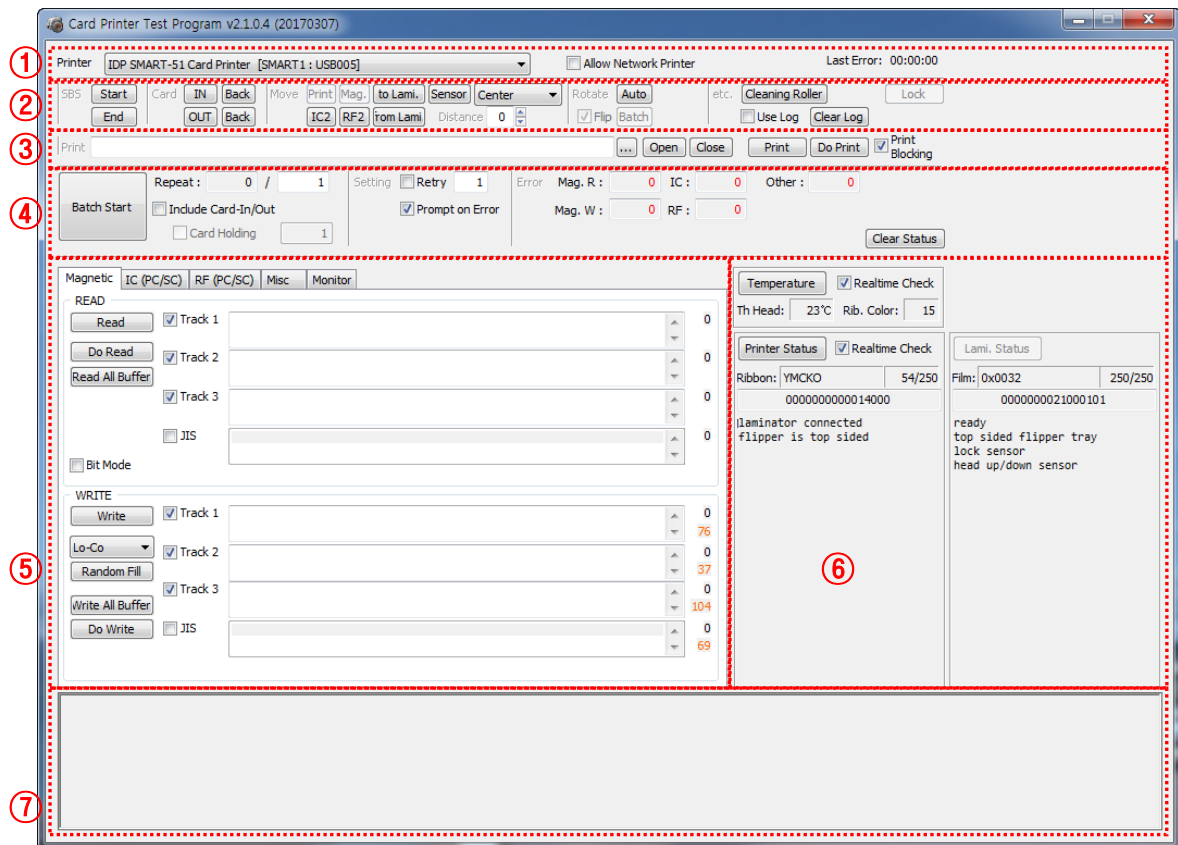 Card Printer Test Program v2.1.0.4 (20170307)
① Printer IDP SMART-51 Card Printer [SMART1 : USB005] Allow Network Printer Last Error: 00:00:00
② SBS Start Card IN Back Move Print Mag. to Lami. Sensor Center Rotate Auto etc. Cleaning Roller Lock
End OUT Back IC2 RF2 rom Lami Distance 0 Flip Batch Use Log Clear Log
③ Print ... Open Close Print Do Print Print
Blocking
④ Batch Start Repeat : 0 / 1 Setting Retry 1 Error Mag. R : 0 IC : 0 Other : 0
Include Card-In/Out Prompt on Error Mag. W : 0 RF : 0
Card Holding 1 Clear Status
Magnetic IC (PC/SC) RF (PC/SC) Misc Monitor
READ
Read Track 1 0
Do Read Track 2 0
Read All Buffer
Track 3 0
JIS 0
Bit Mode
WRITE
Write Track 1 0
76
Lo-Co Track 2 0
⑤ Random Fill 37
Track 3 0
Write All Buffer 104
Do Write JIS 0
69
Temperature Realtime Check
Th Head: 23℃ Rib. Color: 15
Printer Status Realtime Check
Ribbon: YMCKO 54/250
0000000000014000
laminator connected
flipper is top sided
⑥
Lami. Status
Film: 0x0032 250/250
0000000021000101
ready
top sided flipper tray
lock sensor
head up/down sensor
⑦